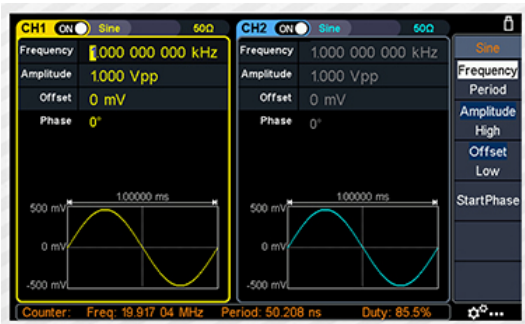 CH1 ON Sine 50Ω
Frequency 1.000 000 000 kHz
Amplitude 1.000 Vpp
Offset 0 mV
Phase 0°
1.00000 ms
500 mV
0 mV
-500 mV
CH2 ON Sine 50Ω
Frequency 1.000 000 000 kHz
Amplitude 1.000 Vpp
Offset 0 mV
Phase 0°
1.00000 ms
500 mV
0 mV
-500 mV
Sine
Frequency
Period
Amplitude
High
Offset
Low
StartPhase
Counter: Freq: 19.917 04 MHz Period: 50.208 ns Duty: 85.5%